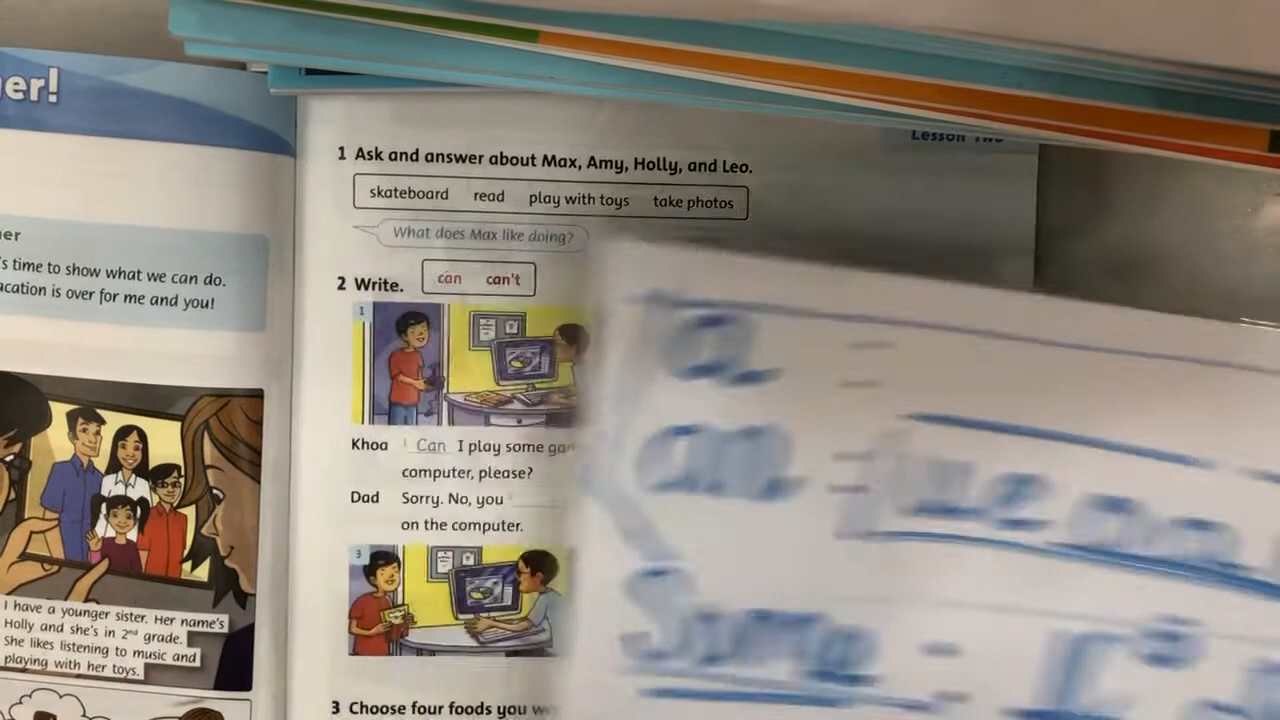 er!
er
's time to show what we can do.
acation is over for me and you!
I have a younger sister. Her name's
Holly and she's in 2nd grade.
She likes listening to music and
playing with her toys.
Lesson Two
1 Ask and answer about Max, Amy, Holly, and Leo.
skateboard read play with toys take photos
What does Max like doing?
2 Write. can can't
1
Khoa 1 Can I play some
computer, please?
Dad Sorry. No, you
on the computer.
3
3 Choose four foods you
a
an
Some